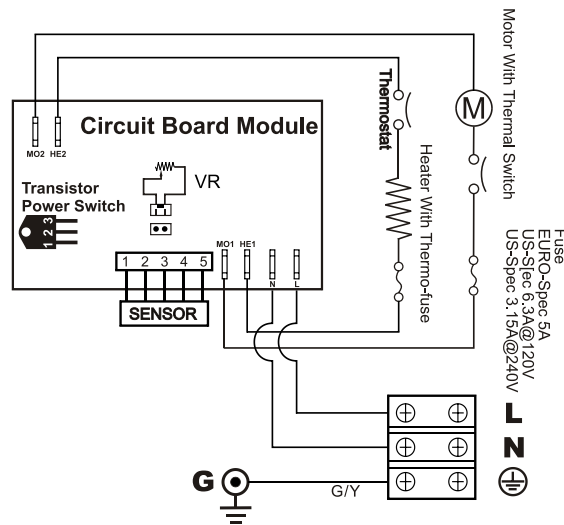 Motor With Thermal Switch
Thermostat
M
Circuit Board Module
MO2 HE2
VR
Transistor
Power Switch
1 2 3
Heater With Thermo-fuse
MO1 HE1
1 2 3 4 5
N L
SENSOR
Fuse
EURO-Spec 5A
US-S[ec 6.3A@120V
US-Spec 3.15A@240V
L
N
G
G/Y